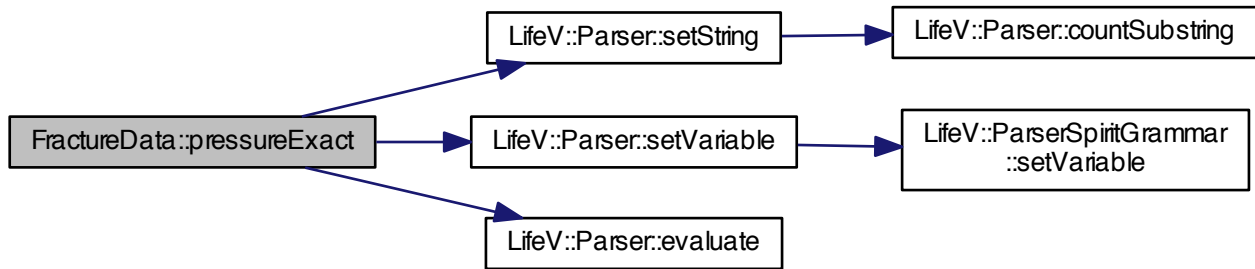 LifeV::Parser::setString
LifeV::Parser::countSubstring
FractureData::pressureExact
LifeV::Parser::setVariable
LifeV::ParserSpiritGrammar
::setVariable
LifeV::Parser::evaluate